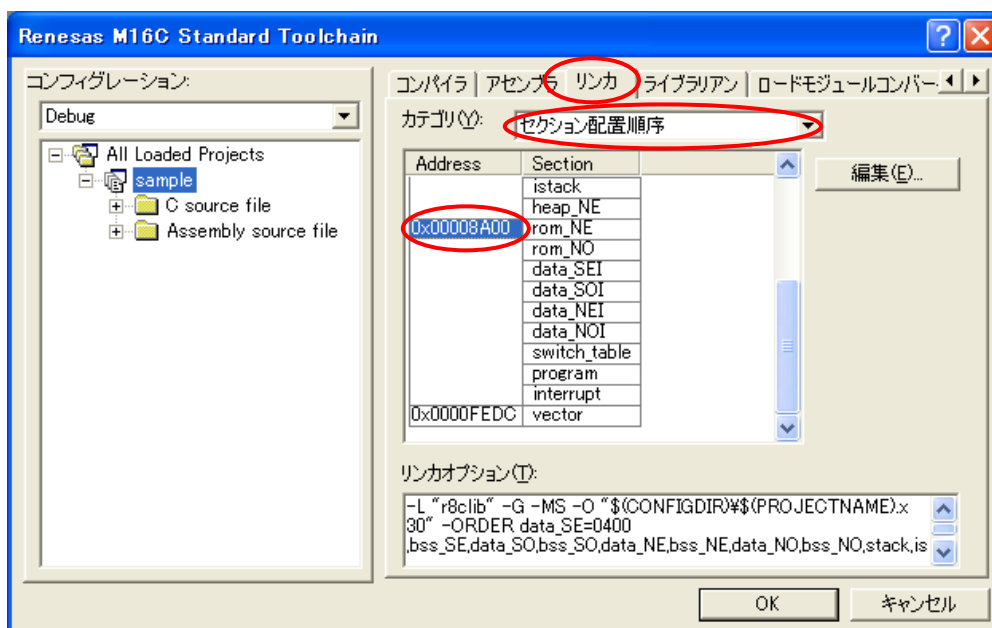 Renesas M16C Standard Toolchain
コンフィグレーション:
Debug
All Loaded Projects
sample
C source file
Assembly source file
コンパイラ アセンブラ リンカ ライブラリアン ロードモジュールコンバー
カテゴリ(Y): セクション配置順序
Address Section
istack
heap_NE
0x00008A00 rom_NE
rom_NO
data_SEI
data_SOI
data_NEI
data_NOI
switch_table
program
interrupt
0x0000FEDC vector
編集(E)...
リンカオプション(T):
-L "r8clib" -G -MS -O "$(CONFIGDIR)¥$(PROJECTNAME).x
30" -ORDER data_SE=0400
,bss_SE,data_SO,bss_SO,data_NE,bss_NE,data_NO,bss_NO,stack,is
OK キャンセル